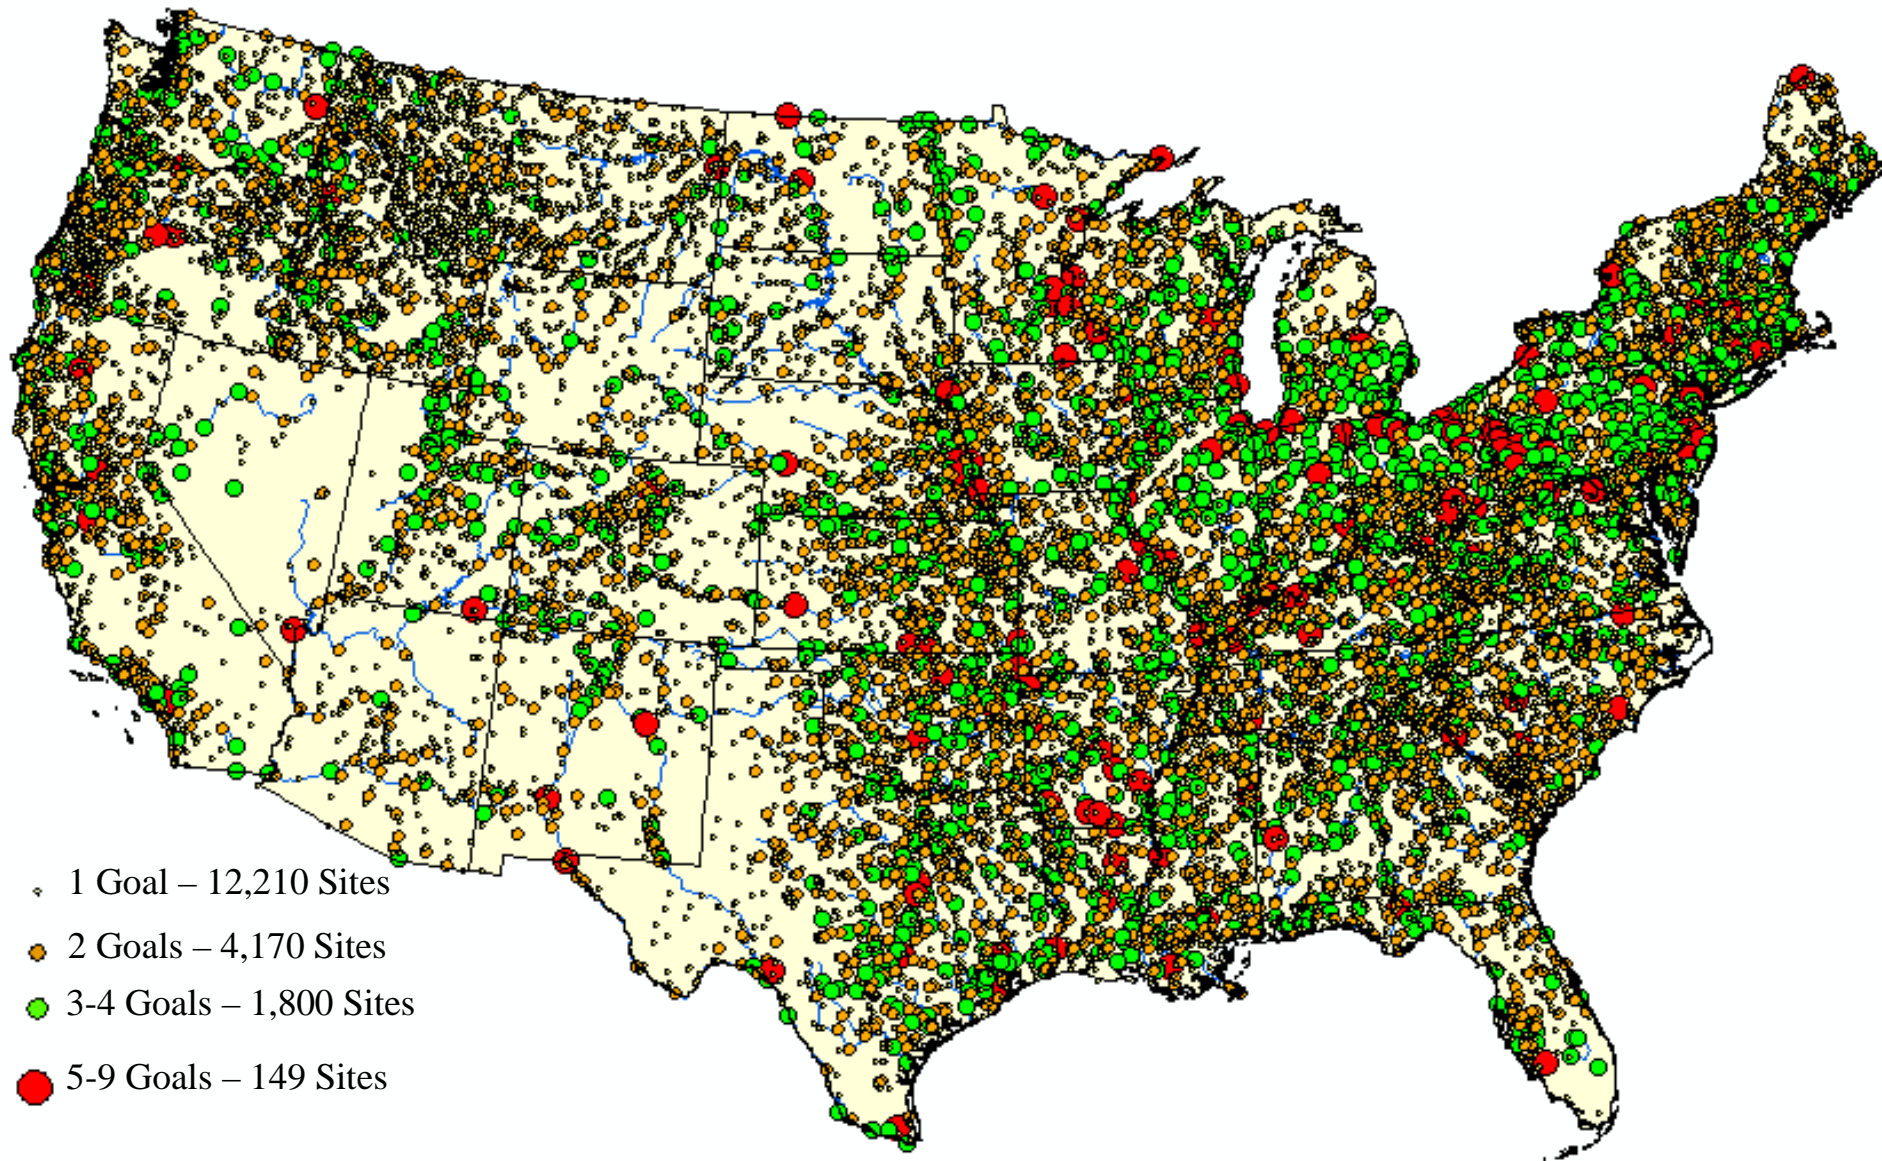 1 Goal – 12,210 Sites
2 Goals – 4,170 Sites
3-4 Goals – 1,800 Sites
5-9 Goals – 149 Sites